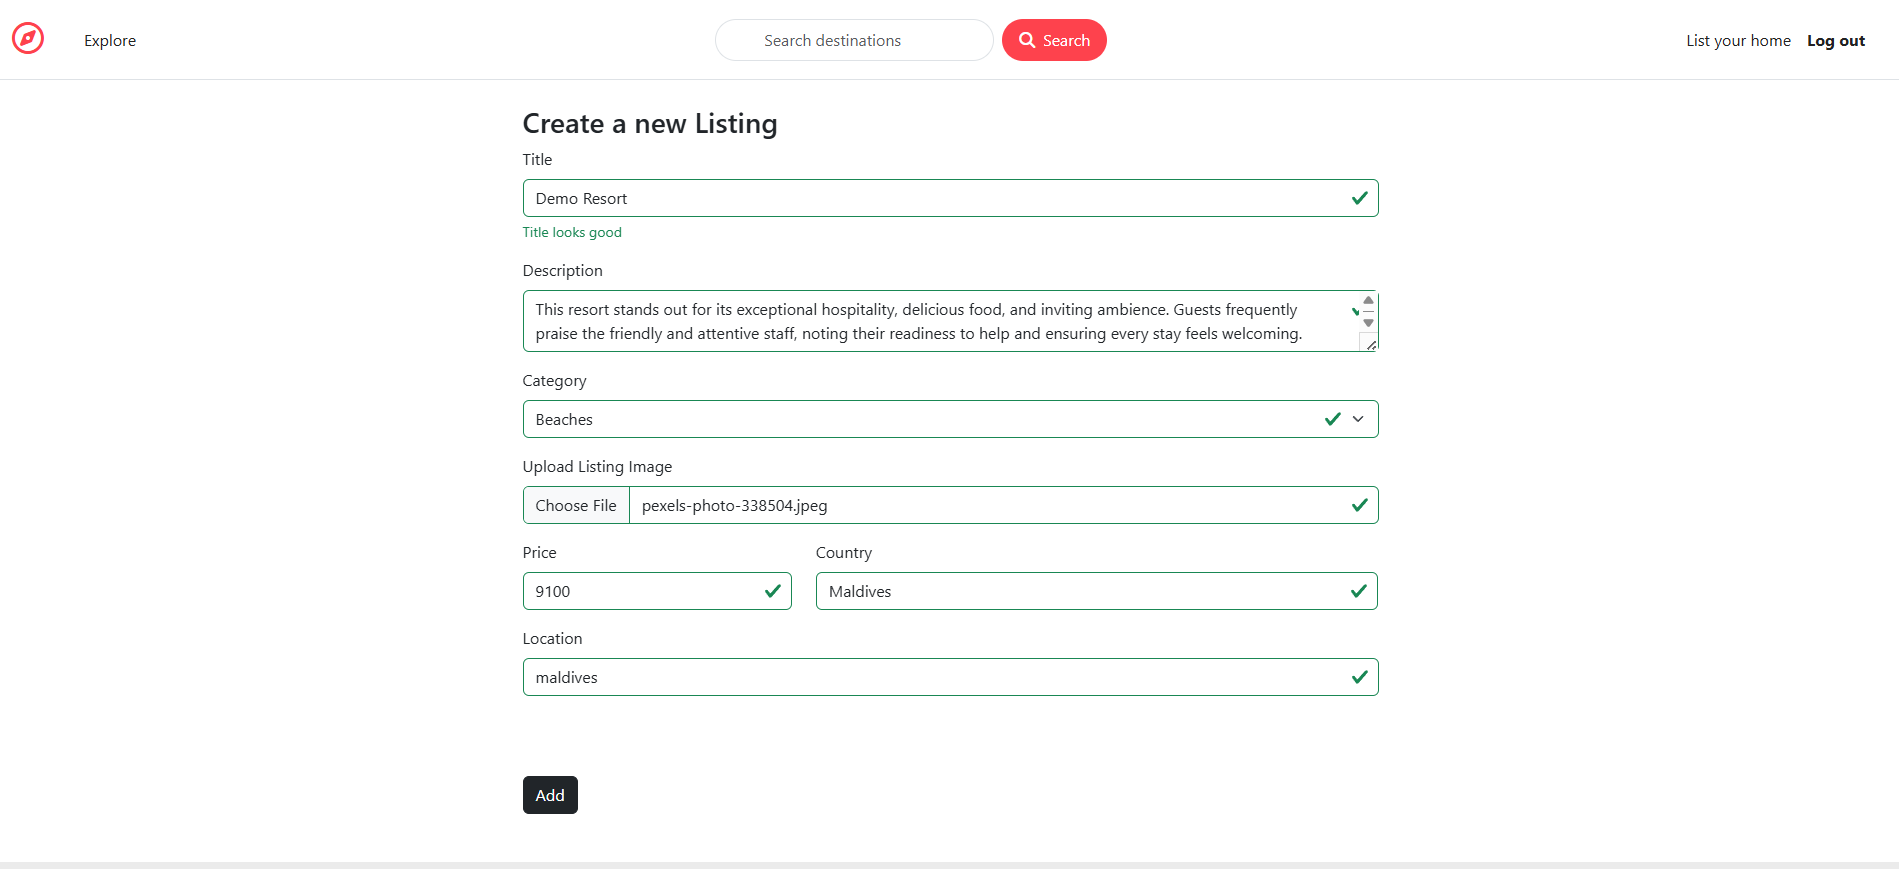 Explore
Search destinations
Search
List your home
Log out
Create a new Listing
Title
Demo Resort
Title looks good
Description
This resort stands out for its exceptional hospitality, delicious food, and inviting ambience. Guests frequently
praise the friendly and attentive staff, noting their readiness to help and ensuring every stay feels welcoming.
Category
Beaches
Upload Listing Image
Choose File pexels-photo-338504.jpeg
Price
Country
9100
Maldives
Location
maldives
Add